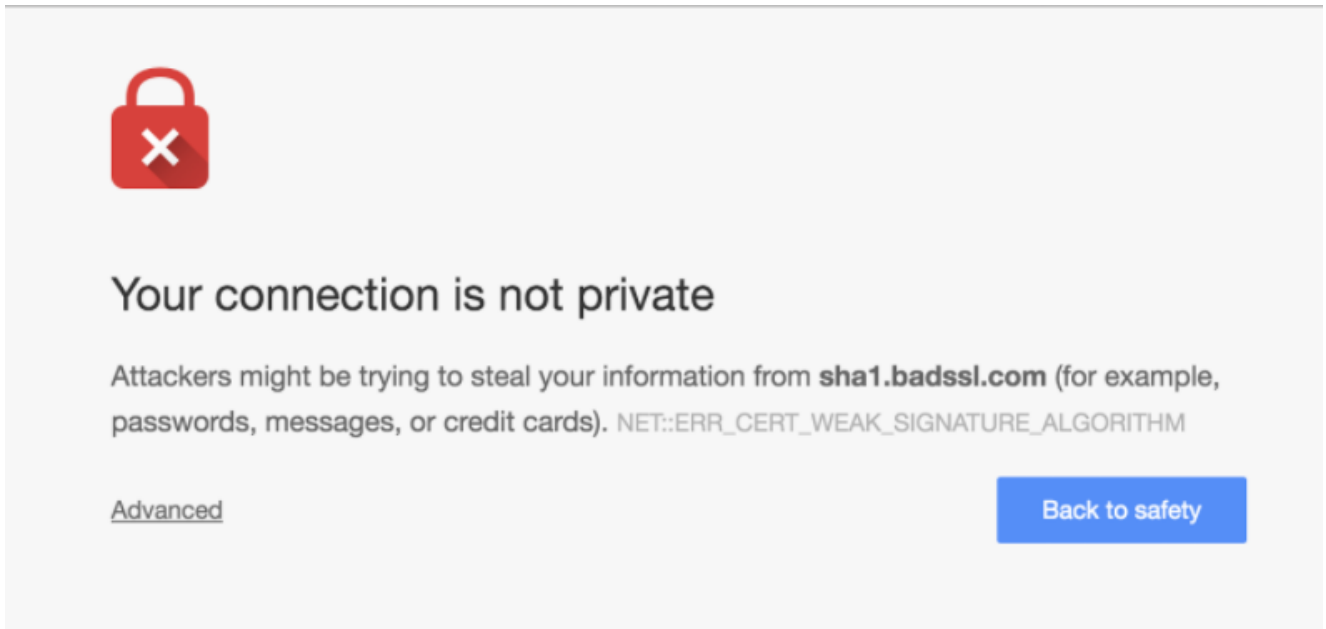 Your connection is not private
Attackers might be trying to steal your information from sha1.badssl.com (for example,
passwords, messages, or credit cards). NET::ERR_CERT_WEAK_SIGNATURE_ALGORITHM
Advanced
Back to safety